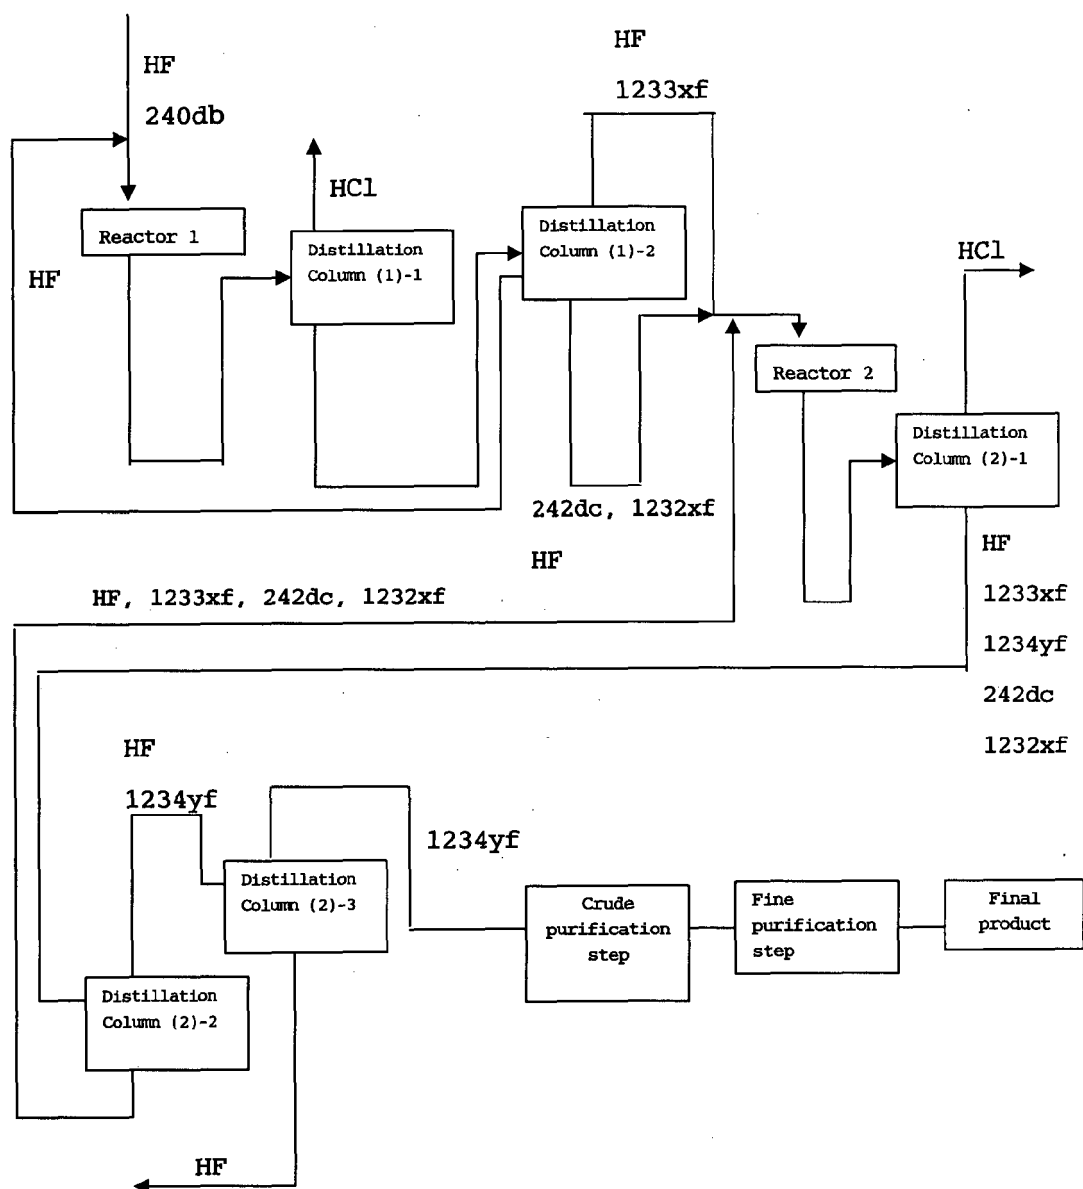 HF
240db
HF
1233xf
HCl
Reactor 1
Distillation
Column (1)-1
Distillation
Column (1)-2
HCl
HF
Reactor 2
Distillation
Column (2)-1
242dc, 1232xf
HF
HF
1233xf
1234yf
242dc
1232xf
HF, 1233xf, 242dc, 1232xf
HF
1234yf
1234yf
Distillation
Column (2)-3
Crude
purification
step
Fine
purification
step
Final
product
Distillation
Column (2)-2
HF